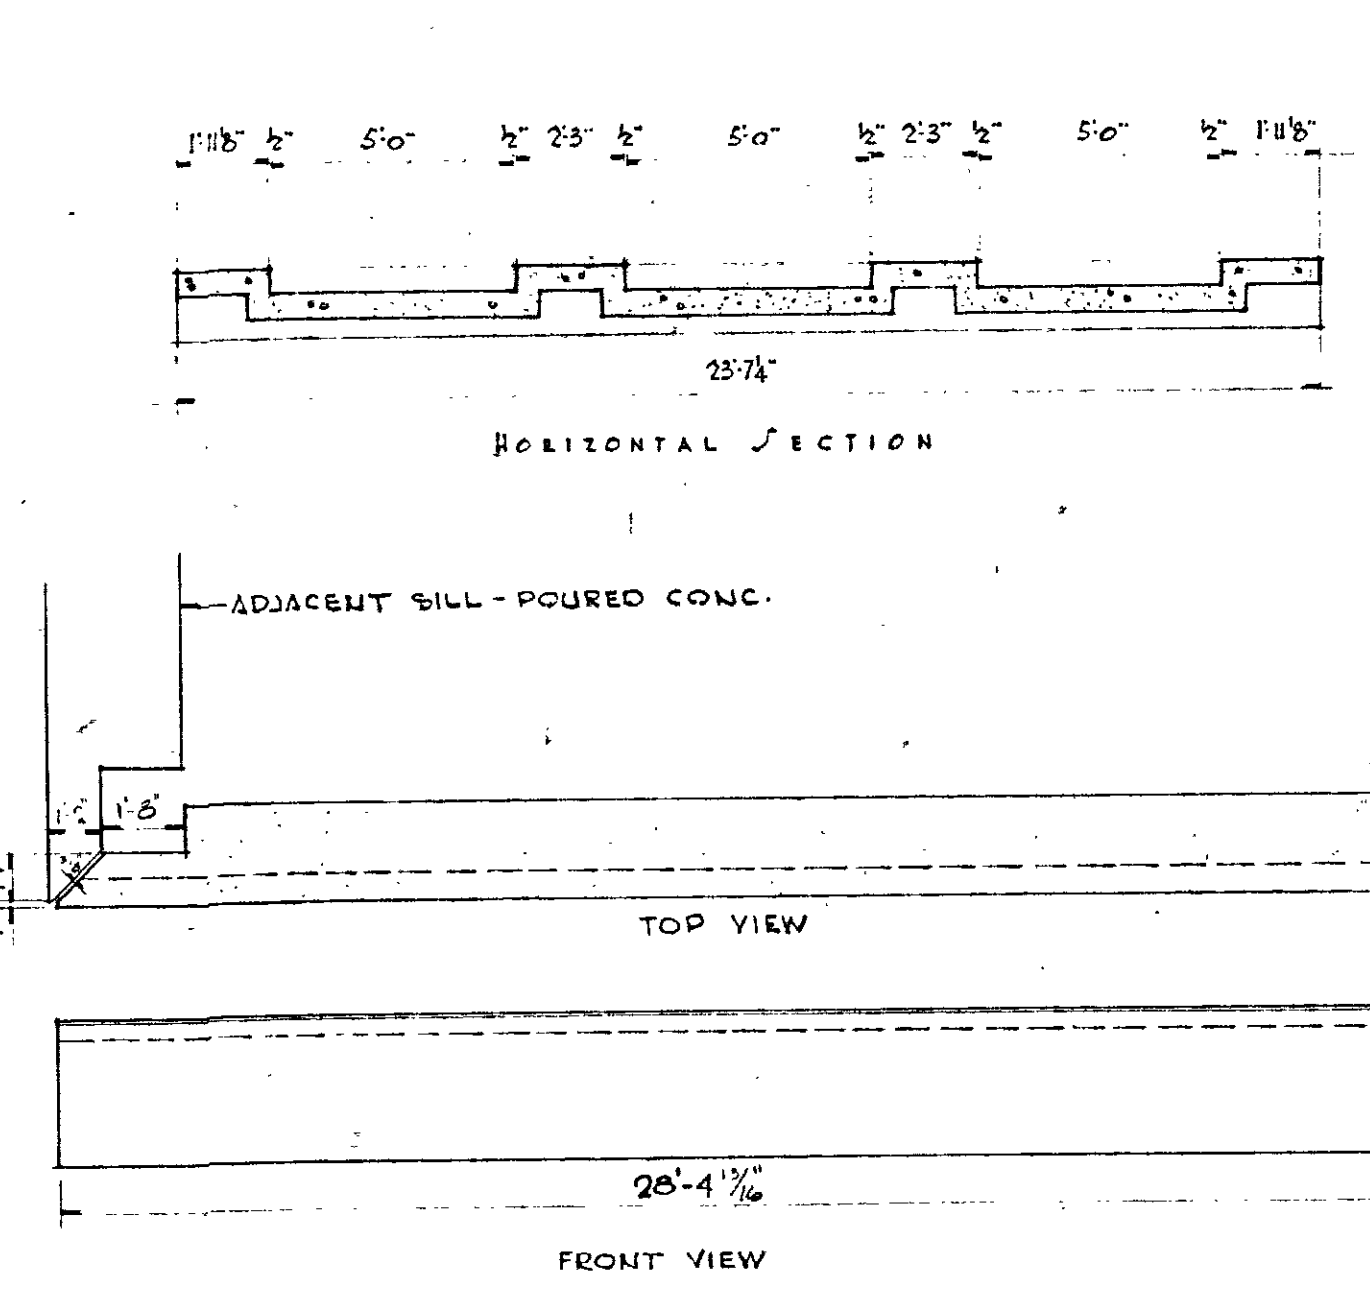 1'-11⅛" ½" 5'-0" ½" 2'-3" ½" 5'-0" ½" 2'-3" ½" 5'-0" ½" 1'-11⅛"
23'-7¼"
HORIZONTAL SECTION
ADJACENT SILL - POURED CONC.
1'-8"
TOP VIEW
28'-4 13/16"
FRONT VIEW